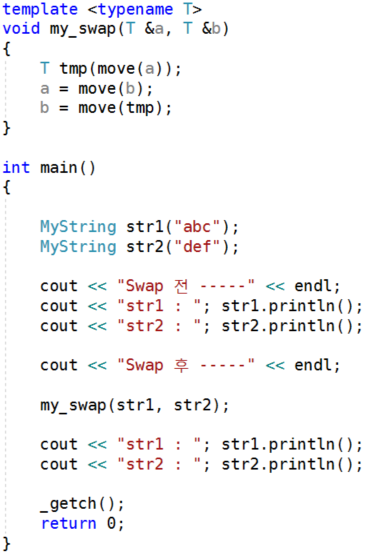 template <typename T>
void my_swap(T &a, T &b)
{
    T tmp(move(a));
    a = move(b);
    b = move(tmp);
}

int main()
{

    MyString str1("abc");
    MyString str2("def");

    cout << "Swap 전 -----" << endl;
    cout << "str1 : "; str1.println();
    cout << "str2 : "; str2.println();

    cout << "Swap 후 -----" << endl;

    my_swap(str1, str2);

    cout << "str1 : "; str1.println();
    cout << "str2 : "; str2.println();

    _getch();
    return 0;
}